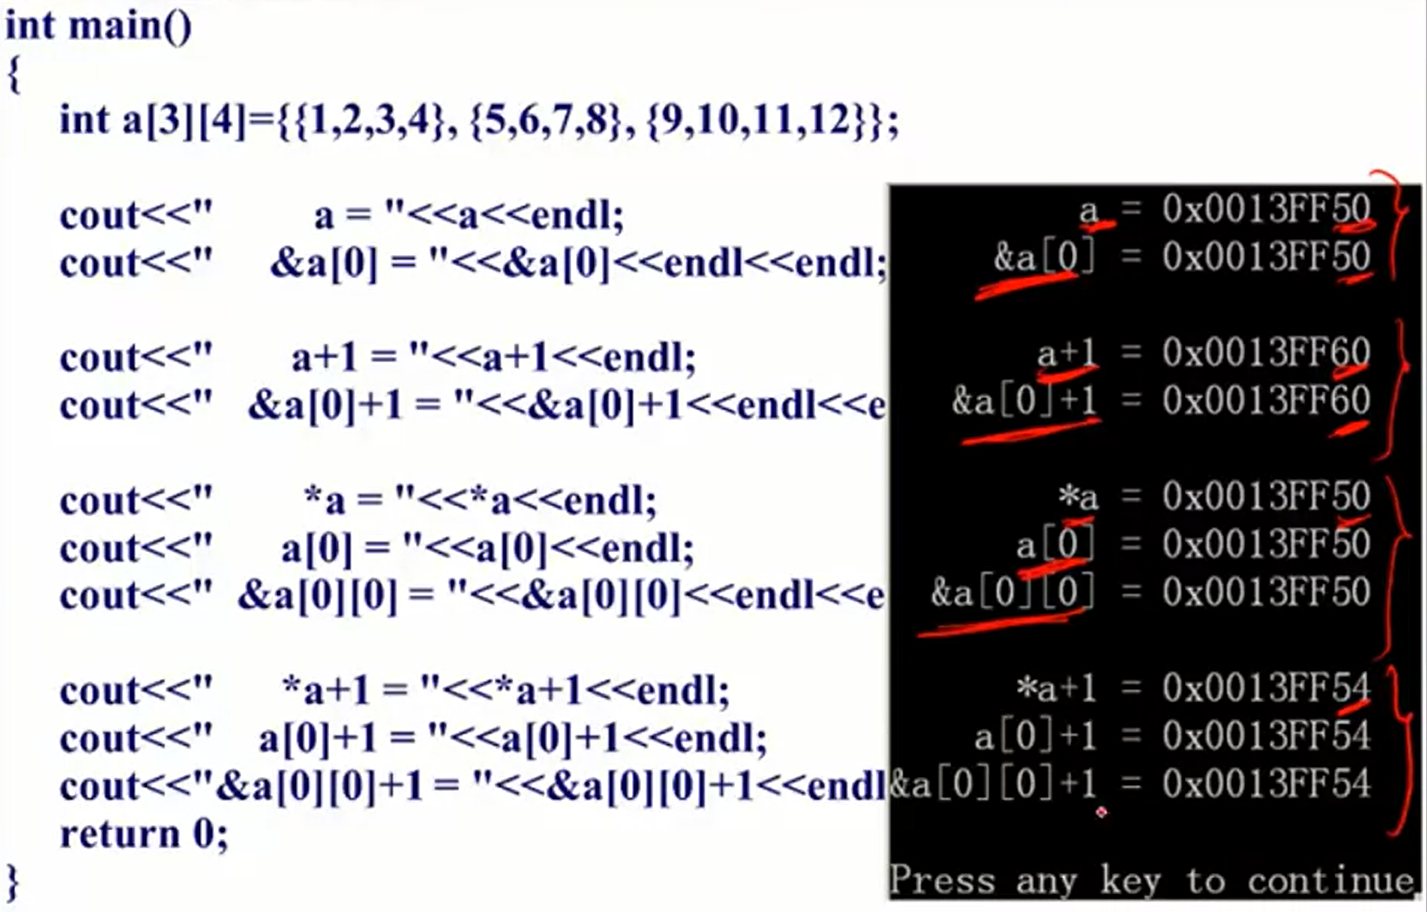 int main()
{
int a[3][4]={{1,2,3,4}, {5,6,7,8}, {9,10,11,12}};
cout<<"      a = "<<a<<endl;
cout<<"   &a[0] = "<<&a[0]<<endl<<endl;
cout<<"     a+1 = "<<a+1<<endl;
cout<<"  &a[0]+1 = "<<&a[0]+1<<endl<<e
cout<<"      *a = "<<*a<<endl;
cout<<"    a[0] = "<<a[0]<<endl;
cout<<" &a[0][0] = "<<&a[0][0]<<endl<<e
cout<<"    *a+1 = "<<*a+1<<endl;
cout<<"  a[0]+1 = "<<a[0]+1<<endl;
cout<<"&a[0][0]+1 = "<<&a[0][0]+1<<endl
return 0;
}
a = 0x0013FF50
&a[0] = 0x0013FF50
a+1 = 0x0013FF60
&a[0]+1 = 0x0013FF60
*a = 0x0013FF50
a[0] = 0x0013FF50
&a[0][0] = 0x0013FF50
*a+1 = 0x0013FF54
a[0]+1 = 0x0013FF54
&a[0][0]+1 = 0x0013FF54
Press any key to continue